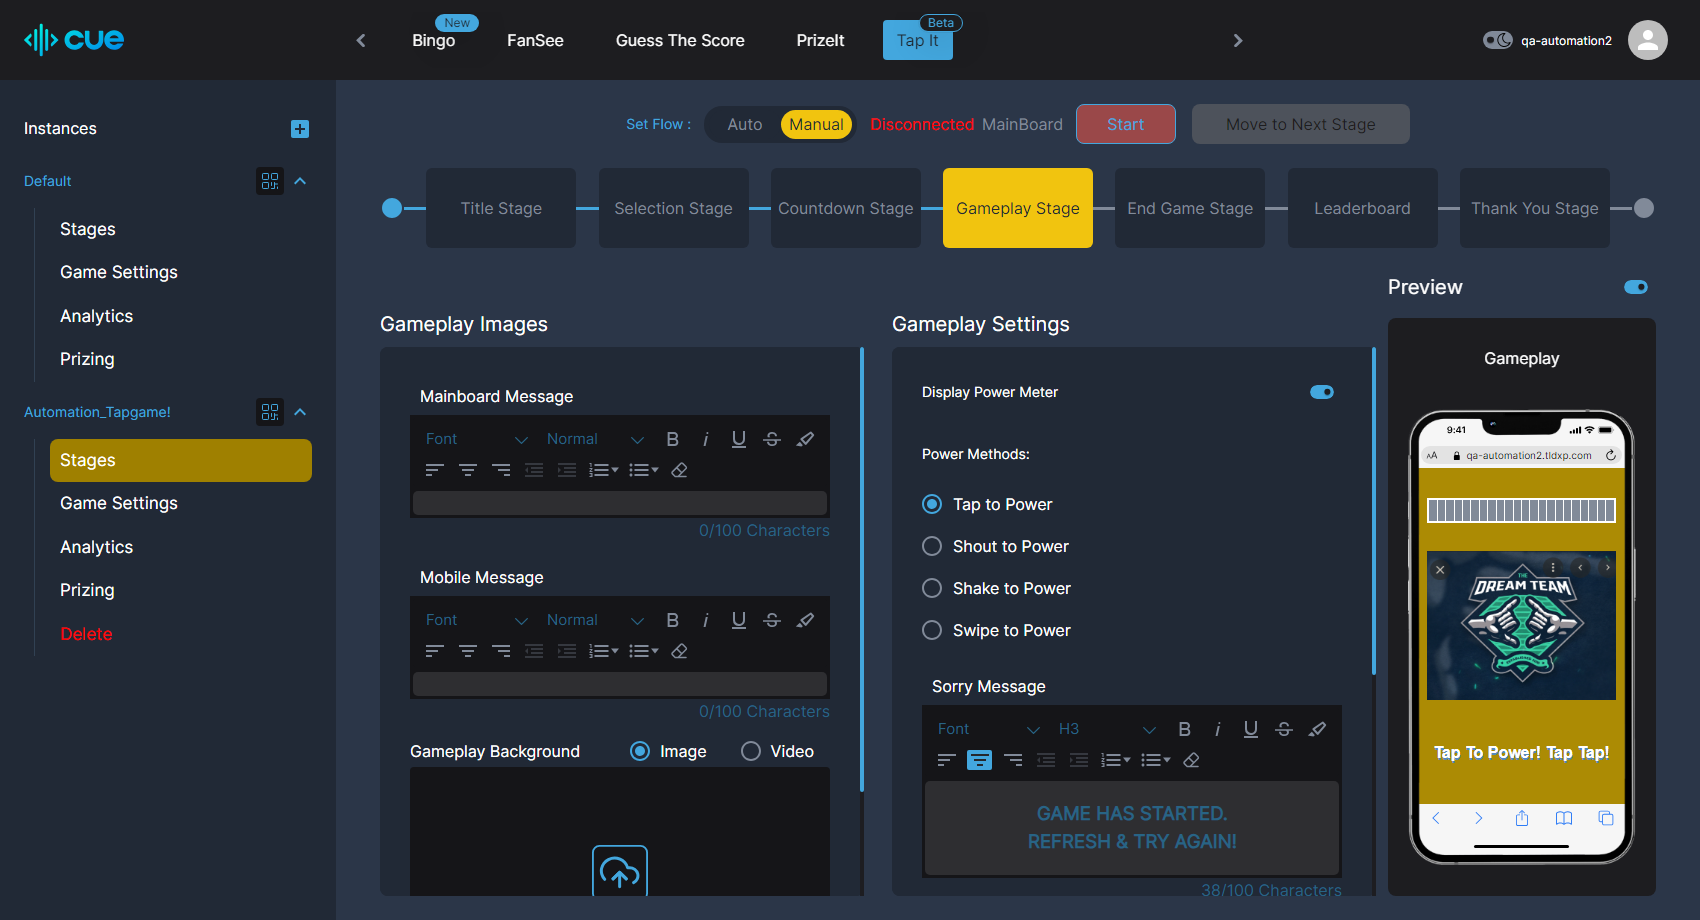 cue
New
Bingo
FanSee
Guess The Score
PrizeIt
Beta
Tap It
qa-automation2
Instances
Default
Stages
Game Settings
Analytics
Prizing
Automation_Tapgame!
Stages
Game Settings
Analytics
Prizing
Delete
Set Flow :
Auto
Manual
Disconnected MainBoard
Start
Move to Next Stage
Title Stage
Selection Stage
Countdown Stage
Gameplay Stage
End Game Stage
Leaderboard
Thank You Stage
Gameplay Images
Mainboard Message
Font
Normal
B i U S
0/100 Characters
Mobile Message
Font
Normal
B i U S
0/100 Characters
Gameplay Background
Image
Video
Gameplay Settings
Display Power Meter
Power Methods:
Tap to Power
Shout to Power
Shake to Power
Swipe to Power
Sorry Message
Font
H3
B i U S
GAME HAS STARTED.
REFRESH & TRY AGAIN!
38/100 Characters
Preview
Gameplay
9:41
AA
qa-automation2.tldxp.com
THE
DREAM TEAM
Tap To Power! Tap Tap!